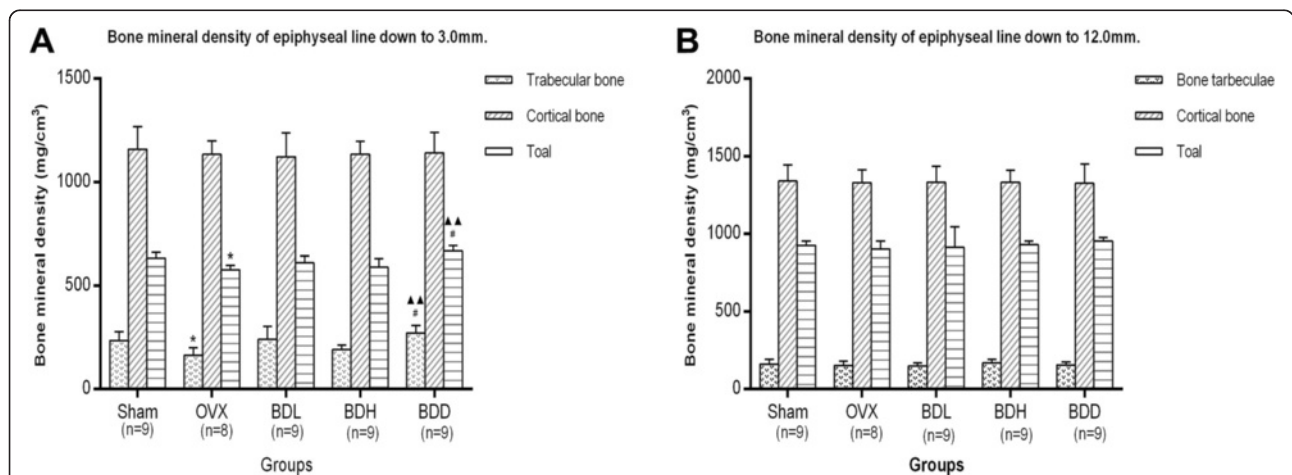 A
Bone mineral density of epiphyseal line down to 3.0mm.
Bone mineral density (mg/cm³)
1500
1000
500
0
Trabecular bone
Cortical bone
Toal
*
*
▲▲
#
▲▲
#
Sham OVX BDL BDH BDD
(n=9) (n=8) (n=9) (n=9) (n=9)
Groups
B
Bone mineral density of epiphyseal line down to 12.0mm.
Bone mineral density (mg/cm³)
2000
1500
1000
500
0
Bone tarbeculae
Cortical bone
Toal
Sham OVX BDL BDH BDD
(n=9) (n=8) (n=9) (n=9) (n=9)
Groups